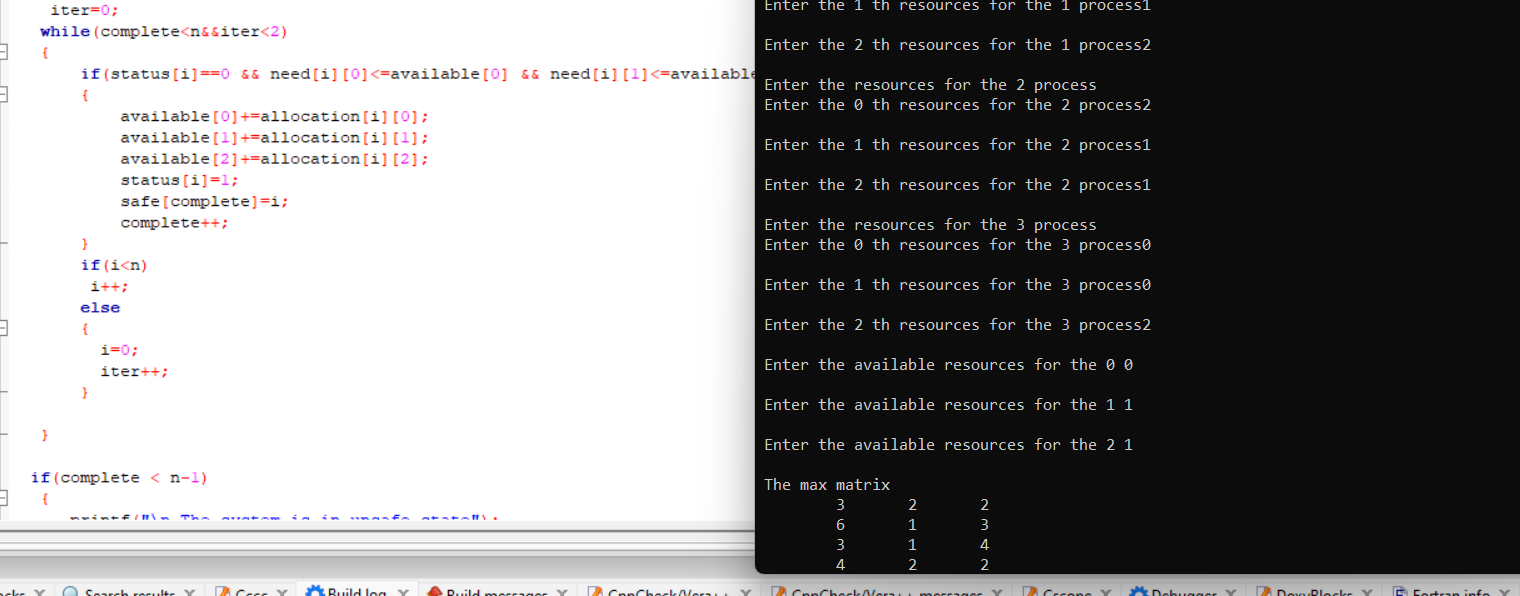 iter=0;
while(complete<n&&iter<2)
{
if(status[i]==0 && need[i][0]<=available[0] && need[i][1]<=available
{
available[0]+=allocation[i][0];
available[1]+=allocation[i][1];
available[2]+=allocation[i][2];
status[i]=1;
safe[complete]=i;
complete++;
}
if(i<n)
i++;
else
{
i=0;
iter++;
}
}
if(complete < n-1)
{
printf("\n The system is in unsafe state");
Enter the 1 th resources for the 1 process1
Enter the 2 th resources for the 1 process2
Enter the resources for the 2 process
Enter the 0 th resources for the 2 process2
Enter the 1 th resources for the 2 process1
Enter the 2 th resources for the 2 process1
Enter the resources for the 3 process
Enter the 0 th resources for the 3 process0
Enter the 1 th resources for the 3 process0
Enter the 2 th resources for the 3 process2
Enter the available resources for the 0 0
Enter the available resources for the 1 1
Enter the available resources for the 2 1
The max matrix
3 2 2
6 1 3
3 1 4
4 2 2
Search results Cccc Build log Build messages CppCheck/Vera++ CppCheck/Vera++ messages Cscope Debugger DoxyBlocks Fortran info